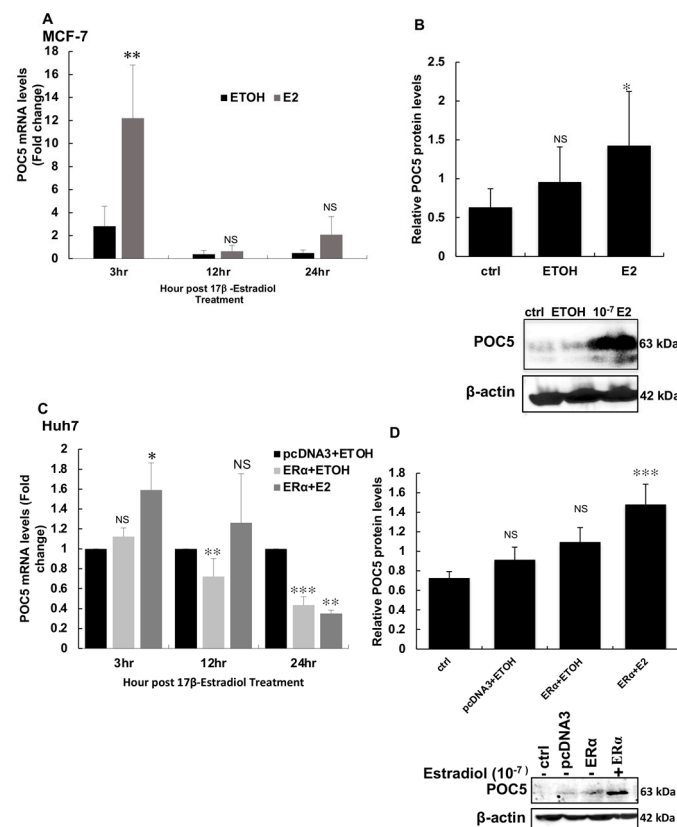 A
MCF-7
POC5 mRNA levels
(Fold change)
18
16
14
12
10
8
6
4
2
0
**
NS
NS
ETOH E2
3hr 12hr 24hr
Hour post 17β -Estradiol
Treatment
B
Relative POC5 protein levels
2.5
2
1.5
1
0.5
0
NS
*
ctrl ETOH E2
ctrl ETOH 10-7 E2
POC5 63 kDa
β-actin 42 kDa
C
Huh7
POC5 mRNA levels (Fold
change)
2
1.8
1.6
1.4
1.2
1
0.8
0.6
0.4
0.2
0
NS
*
**
NS
***
**
pcDNA3+ETOH
ERα+ETOH
ERα+E2
3hr 12hr 24hr
Hour post 17β-Estradiol Treatment
D
Relative POC5 protein levels
1.8
1.6
1.4
1.2
1
0.8
0.6
0.4
0.2
0
NS
NS
***
ctrl
pcDNA3+ETOH
ERα+ETOH
ERα+E2
- ctrl
- pcDNA3
- ERα
+ ERα
Estradiol (10-7)
POC5 63 kDa
β-actin 42 kDa